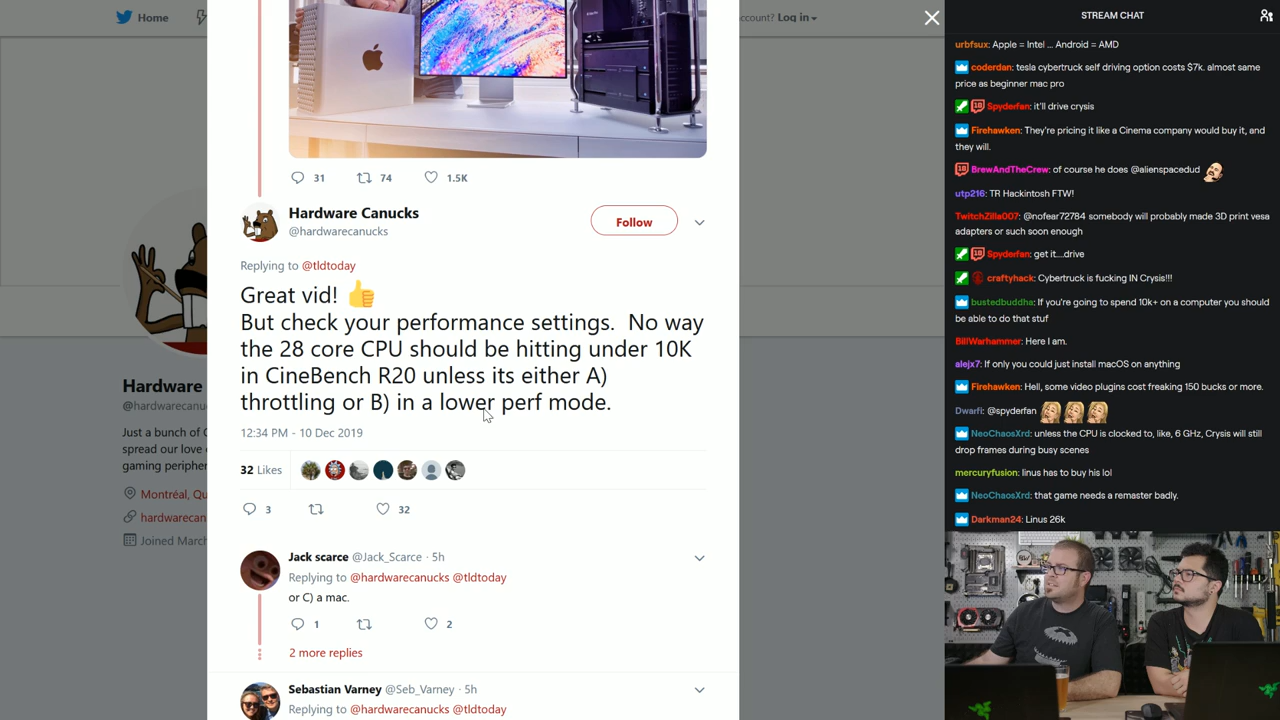 Home
ccount? Log in
31
74
1.5K
Hardware Canucks
@hardwarecanucks
Follow
Replying to @tldtoday
Great vid!
But check your performance settings. No way
the 28 core CPU should be hitting under 10K
in CineBench R20 unless its either A)
throttling or B) in a lower perf mode.
12:34 PM - 10 Dec 2019
32 Likes
3
32
Jack scarce @Jack_Scarce · 5h
Replying to @hardwarecanucks @tldtoday
or C) a mac.
1
2
2 more replies
Sebastian Varney @Seb_Varney · 5h
Replying to @hardwarecanucks @tldtoday
Hardware
@hardwarecanu
Just a bunch of C
spread our love o
gaming peripher
Montréal, Qu
hardwarecan
Joined March
STREAM CHAT
urbfsux: Apple = Intel ... Android = AMD
coderdan: tesla cybertruck self driving option costs $7k. almost same
price as beginner mac pro
Spyderfan: it'll drive crysis
Firehawken: They're pricing it like a Cinema company would buy it, and
they will.
BrewAndTheCrew: of course he does @alienspacedud
utp216: TR Hackintosh FTW!
TwitchZilla007: @nofear72784 somebody will probably made 3D print vesa
adapters or such soon enough
Spyderfan: get it....drive
craftyhack: Cybertruck is fucking IN Crysis!!!
bustedbuddha: If you're going to spend 10k+ on a computer you should
be able to do that stuf
BillWarhammer: Here I am.
alejx7: If only you could just install macOS on anything
Firehawken: Hell, some video plugins cost freaking 150 bucks or more.
Dwarfi: @spyderfan
NeoChaosXrd: unless the CPU is clocked to, like, 6 GHz, Crysis will still
drop frames during busy scenes
mercuryfusion: linus has to buy his lol
NeoChaosXrd: that game needs a remaster badly.
Darkman24: Linus 26k